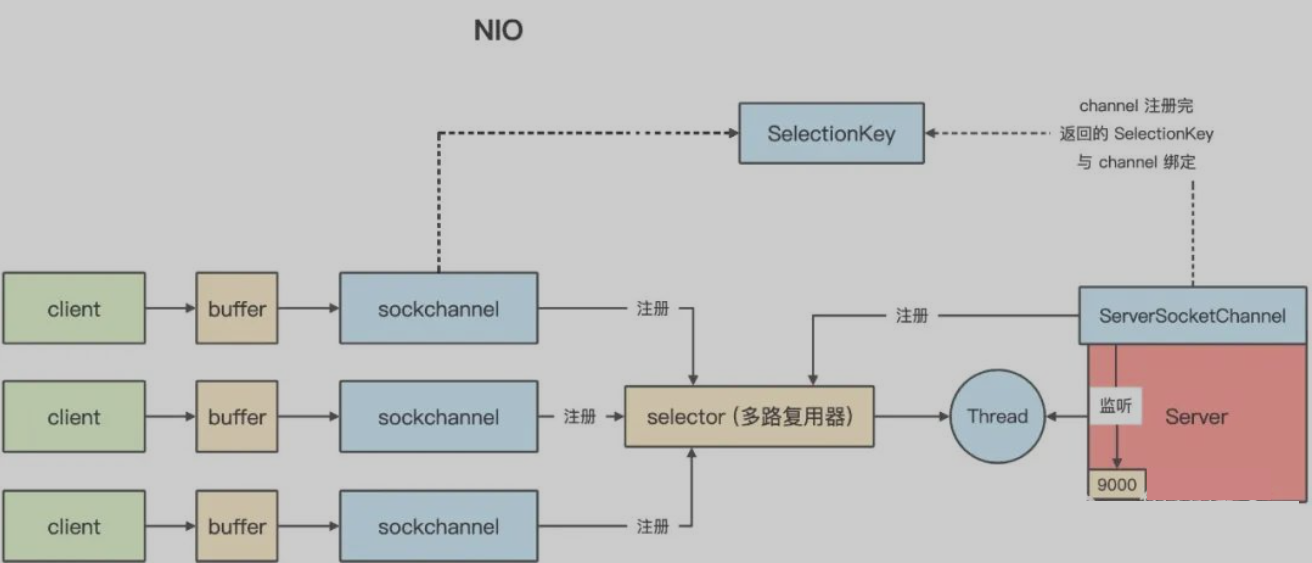 NIO
SelectionKey
channel 注册完
返回的 SelectionKey
与 channel 绑定
client
buffer
sockchannel
注册
注册
ServerSocketChannel
client
buffer
sockchannel
注册
selector (多路复用器)
Thread
监听
Server
9000
client
buffer
sockchannel
注册